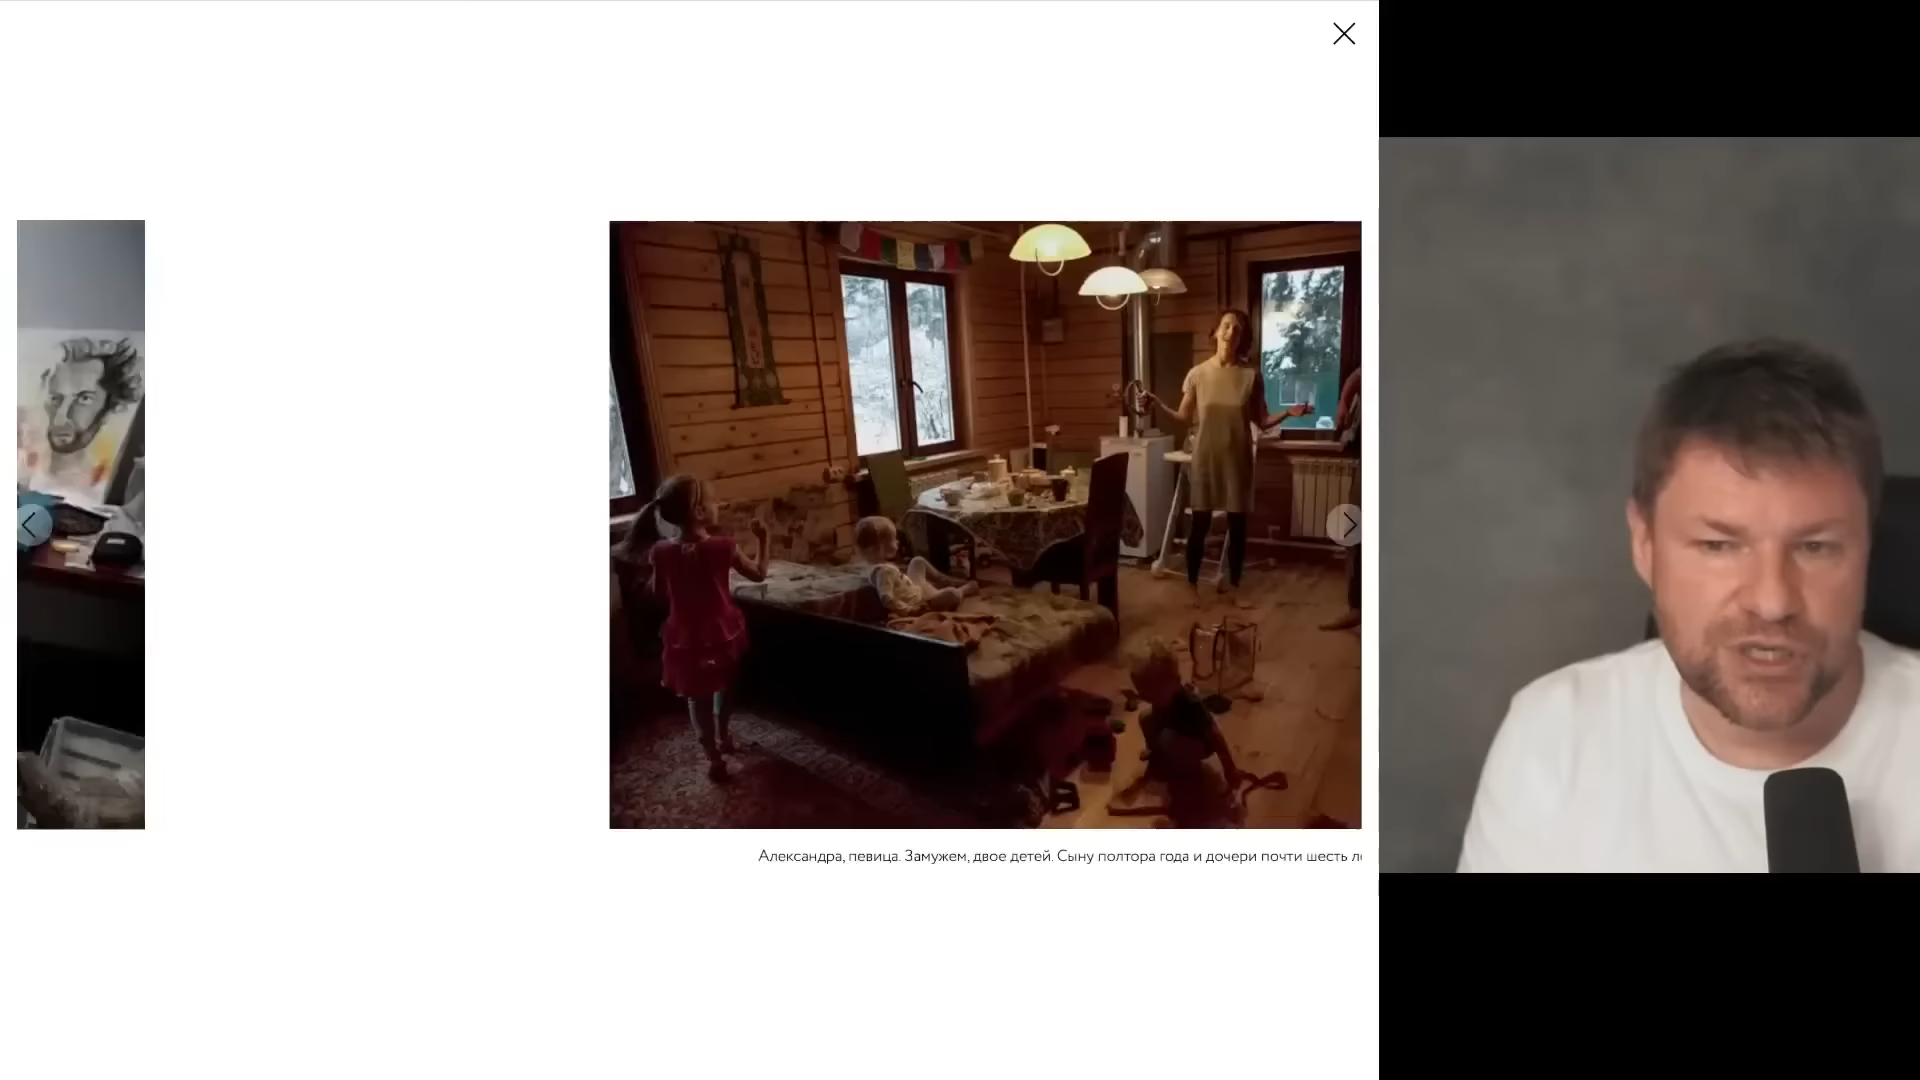 Александра, певица. Замужем, двое детей. Сыну полтора года и дочери почти шесть